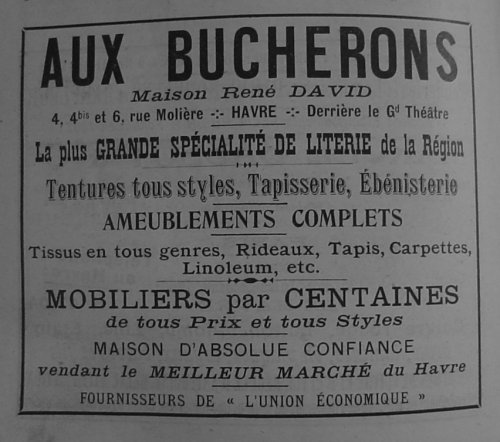 AUX BUCHERONS
Maison René DAVID
4, 4bis et 6, rue Molière -:- HAVRE -:- Derrière le Gd Théâtre
La plus GRANDE SPÉCIALITÉ DE LITERIE de la Région
Tentures tous styles, Tapisserie, Ébénisterie
AMEUBLEMENTS COMPLETS
Tissus en tous genres, Rideaux, Tapis, Carpettes,
Linoleum, etc.
MOBILIERS par CENTAINES
de tous Prix et tous Styles
MAISON D'ABSOLUE CONFIANCE
vendant le MEILLEUR MARCHÉ du Havre
FOURNISSEURS DE « L'UNION ÉCONOMIQUE »